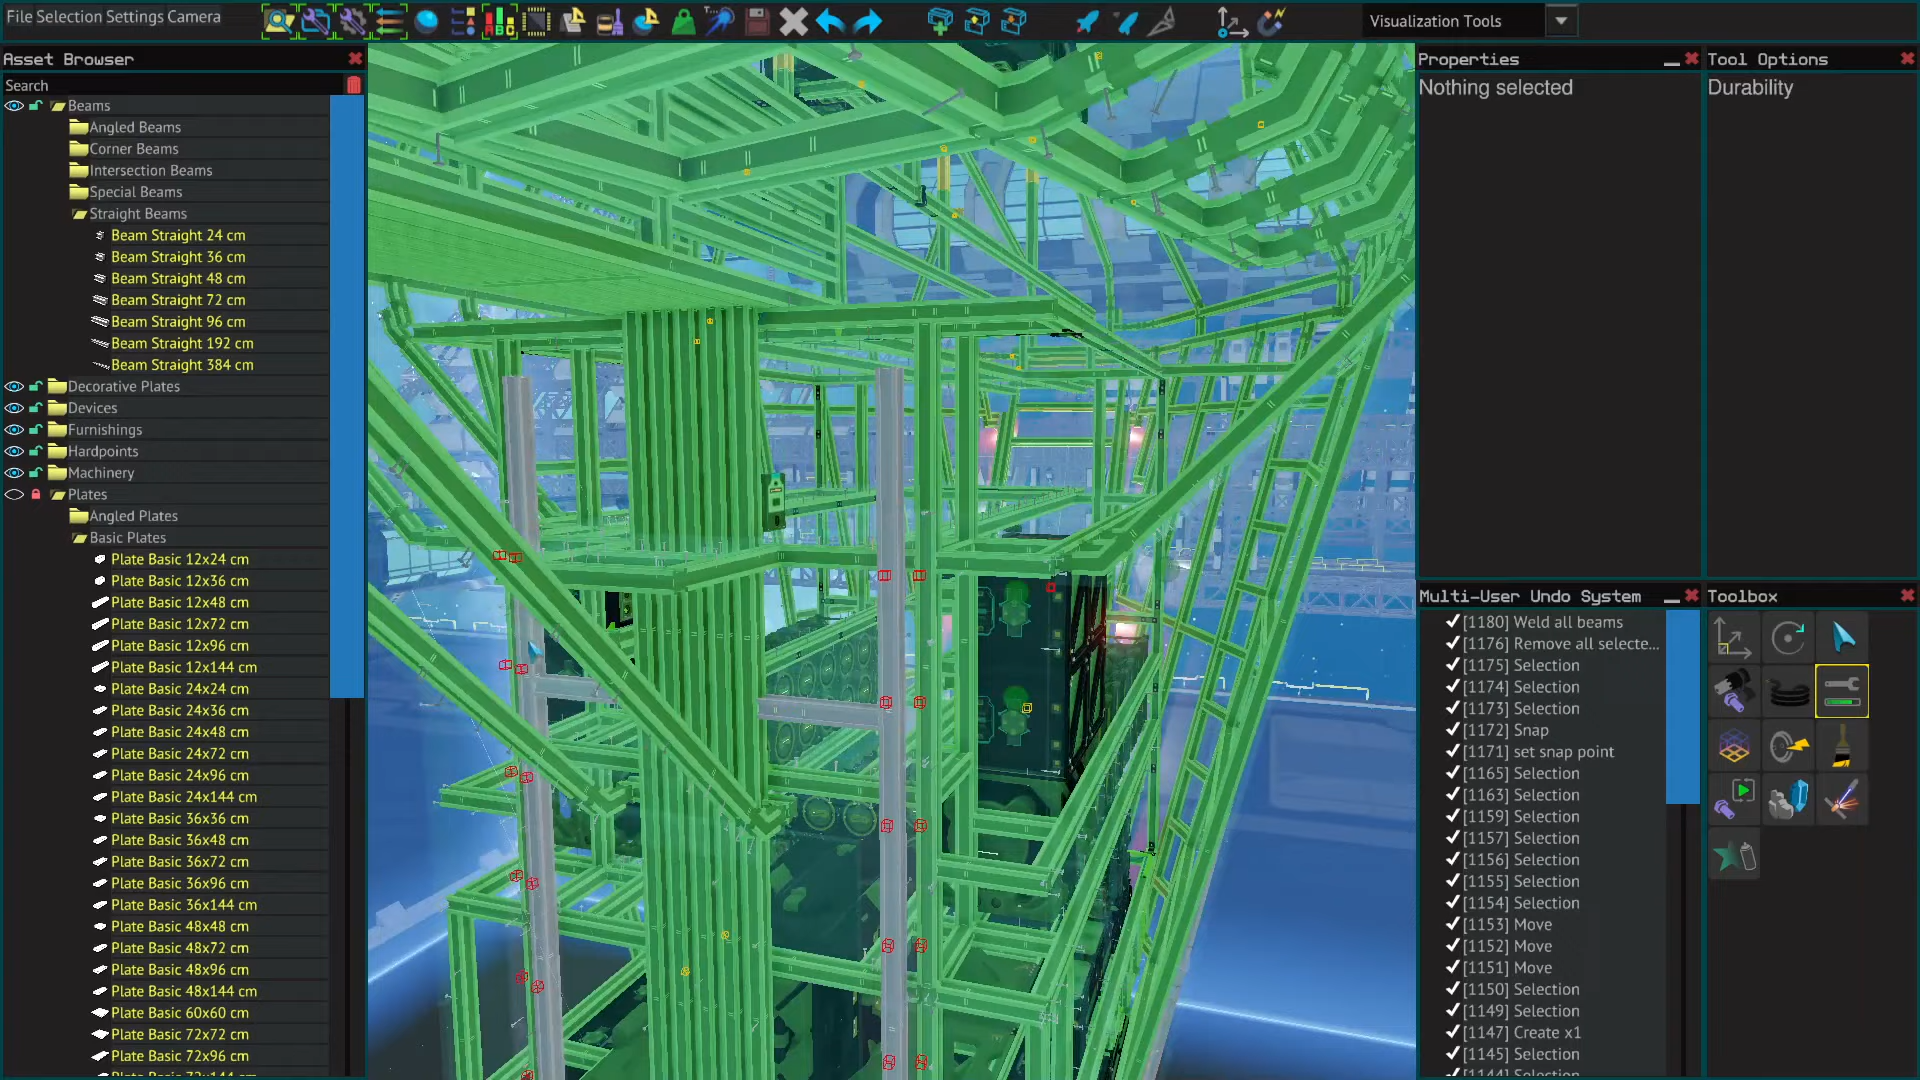 File Selection Settings Camera
Visualization Tools
Asset Browser
Search
Beams
Angled Beams
Corner Beams
Intersection Beams
Special Beams
Straight Beams
Beam Straight 24 cm
Beam Straight 36 cm
Beam Straight 48 cm
Beam Straight 72 cm
Beam Straight 96 cm
Beam Straight 192 cm
Beam Straight 384 cm
Decorative Plates
Devices
Furnishings
Hardpoints
Machinery
Plates
Angled Plates
Basic Plates
Plate Basic 12x24 cm
Plate Basic 12x36 cm
Plate Basic 12x48 cm
Plate Basic 12x72 cm
Plate Basic 12x96 cm
Plate Basic 12x144 cm
Plate Basic 24x24 cm
Plate Basic 24x36 cm
Plate Basic 24x48 cm
Plate Basic 24x72 cm
Plate Basic 24x96 cm
Plate Basic 24x144 cm
Plate Basic 36x36 cm
Plate Basic 36x48 cm
Plate Basic 36x72 cm
Plate Basic 36x96 cm
Plate Basic 36x144 cm
Plate Basic 48x48 cm
Plate Basic 48x72 cm
Plate Basic 48x96 cm
Plate Basic 48x144 cm
Plate Basic 60x60 cm
Plate Basic 72x72 cm
Plate Basic 72x96 cm
Plate Basic 72x144 cm
Properties
Nothing selected
Tool Options
Durability
Multi-User Undo System
[1180] Weld all beams
[1176] Remove all selecte...
[1175] Selection
[1174] Selection
[1173] Selection
[1172] Snap
[1171] set snap point
[1165] Selection
[1163] Selection
[1159] Selection
[1157] Selection
[1156] Selection
[1155] Selection
[1154] Selection
[1153] Move
[1152] Move
[1151] Move
[1150] Selection
[1149] Selection
[1147] Create x1
[1145] Selection
[1144] Selection
Toolbox